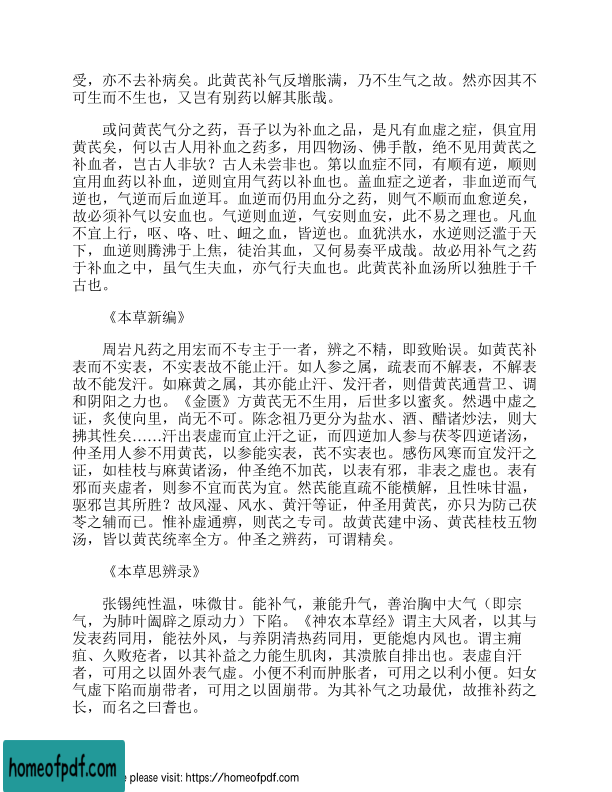 受，亦不去补病矣。此黄芪补气反增胀满，乃不生气之故。然亦因其不
可生而不生也，又岂有别药以解其胀哉。
或问黄芪气分之药，吾子以为补血之品，是凡有血虚之症，俱宜用
黄芪矣，何以古人用补血之药多，用四物汤、佛手散，绝不见用黄芪之
补血者，岂古人非欤？古人未尝非也。第以血症不同，有顺有逆，顺则
宜用血药以补血，逆则宜用气药以补血也。盖血症之逆者，非血逆而气
逆也，气逆而后血逆耳。血逆而仍用血分之药，则气不顺而血愈逆矣，
故必须补气以安血也。气逆则血逆，气安则血安，此不易之理也。凡血
不宜上行，呕、咯、吐、衄之血，皆逆也。血犹洪水，水逆则泛滥于天
下，血逆则腾沸于上焦，徒治其血，又何易奏平成哉。故必用补气之药
于补血之中，虽气生夫血，亦气行夫血也。此黄芪补血汤所以独胜于千
古也。
《本草新编》
周岩凡药之用宏而不专主于一者，辨之不精，即致贻误。如黄芪补
表而不实表，不实表故不能止汗。如人参之属，疏表而不解表，不解表
故不能发汗。如麻黄之属，其亦能止汗、发汗者，则借黄芪通营卫、调
和阴阳之力也。《金匮》方黄芪无不生用，后世多以蜜炙。然遇中虚之
证，炙使向里，尚无不可。陈念祖乃更分为盐水、酒、醋诸炒法，则大
拂其性矣……汗出表虚而宜止汗之证，而四逆加人参与茯苓四逆诸汤，
仲圣用人参不用黄芪，以参能实表，芪不实表也。感伤风寒而宜发汗之
证，如桂枝与麻黄诸汤，仲圣绝不加芪，以表有邪，非表之虚也。表有
邪而夹虚者，则参不宜而芪为宜。然芪能直疏不能横解，且性味甘温，
驱邪岂其所胜？故风湿、风水、黄汗等证，仲圣用黄芪，亦只为防己茯
苓之辅而已。惟补虚通痹，则芪之专司。故黄芪建中汤、黄芪桂枝五物
汤，皆以黄芪统率全方。仲圣之辨药，可谓精矣。
《本草思辨录》
张锡纯性温，味微甘。能补气，兼能升气，善治胸中大气（即宗
气，为肺叶阖辟之原动力）下陷。《神农本草经》谓主大风者，以其与
发表药同用，能祛外风，与养阴清热药同用，更能熄内风也。谓主痈
疽、久败疮者，以其补益之力能生肌肉，其溃脓自排出也。表虚自汗
者，可用之以固外表气虚。小便不利而肿胀者，可用之以利小便。妇女
气虚下陷而崩带者，可用之以固崩带。为其补气之功最优，故推补药之
长，而名之曰耆也。
homeofpdf.com
e please visit: https://homeofpdf.com